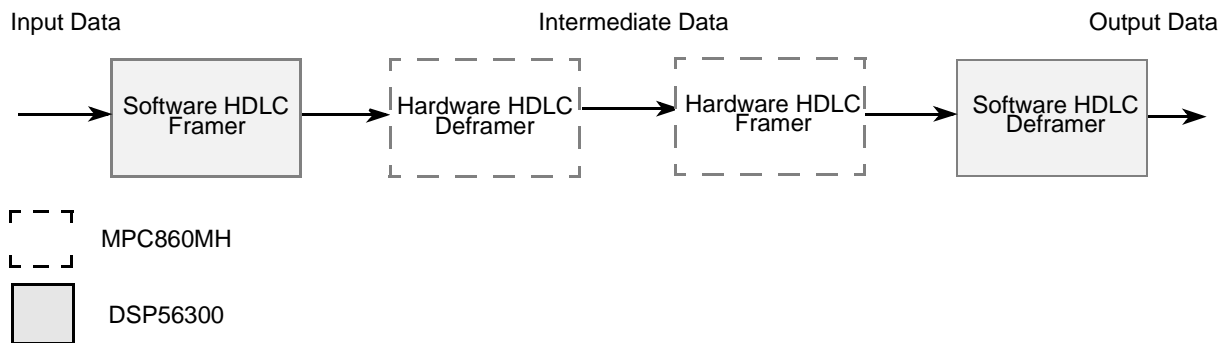 Input Data
Intermediate Data
Output Data
Software HDLC
Framer
Hardware HDLC
Deframer
Hardware HDLC
Framer
Software HDLC
Deframer
MPC860MH
DSP56300